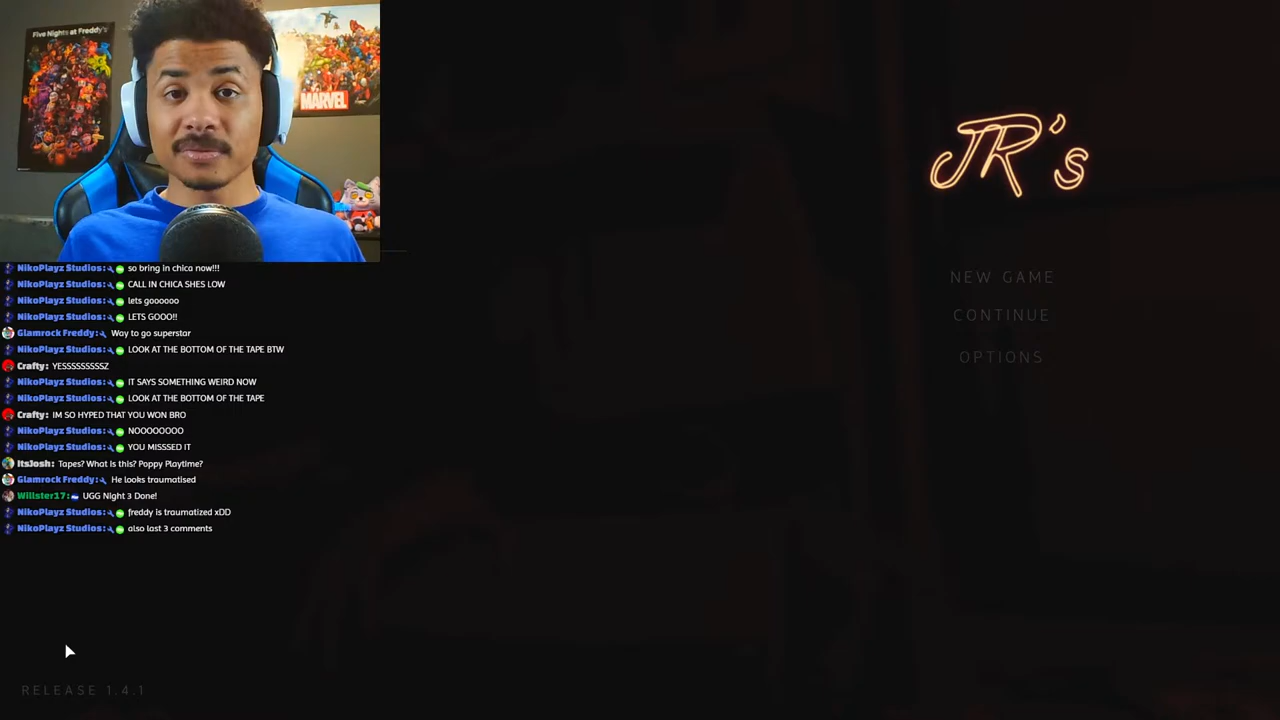 Five Nights at Freddy's
MARVEL
JR's
NEW GAME
CONTINUE
OPTIONS
NikoPlayz Studios: so bring in chica now!!!
NikoPlayz Studios: CALL IN CHICA SHES LOW
NikoPlayz Studios: lets goooooo
NikoPlayz Studios: LETS GOOO!!
Glamrock Freddy: Way to go superstar
NikoPlayz Studios: LOOK AT THE BOTTOM OF THE TAPE BTW
Crafty: YESSSSSSSSSZ
NikoPlayz Studios: IT SAYS SOMETHING WEIRD NOW
NikoPlayz Studios: LOOK AT THE BOTTOM OF THE TAPE
Crafty: IM SO HYPED THAT YOU WON BRO
NikoPlayz Studios: NOOOOOOOO
NikoPlayz Studios: YOU MISSSED IT
ItsJosh: Tapes? What is this? Poppy Playtime?
Glamrock Freddy: He looks traumatised
Willster17: UGG Night 3 Done!
NikoPlayz Studios: freddy is traumatized xDD
NikoPlayz Studios: also last 3 comments
RELEASE 1.4.1